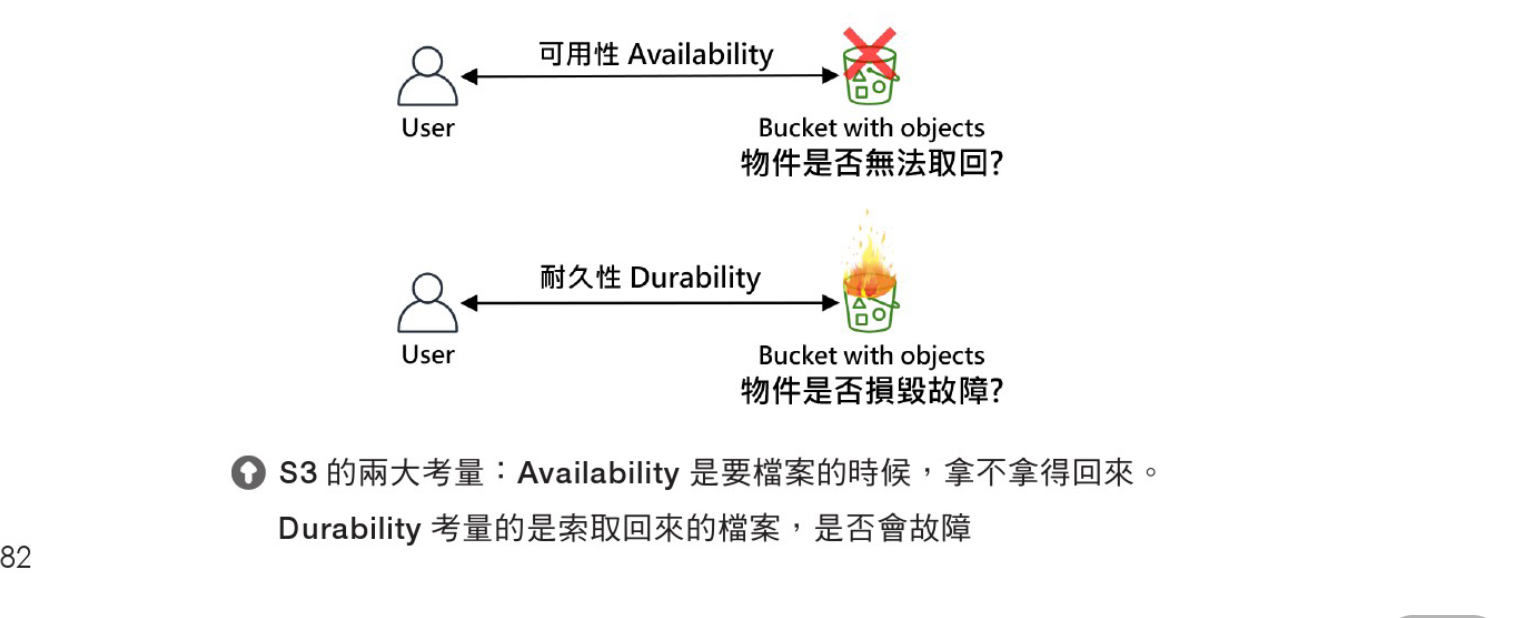 可用性 Availability
User
Bucket with objects
物件是否無法取回?
耐久性 Durability
User
Bucket with objects
物件是否損毀故障?
S3 的兩大考量：Availability 是要檔案的時候，拿不拿得回來。
Durability 考量的是索取回來的檔案，是否會故障
82